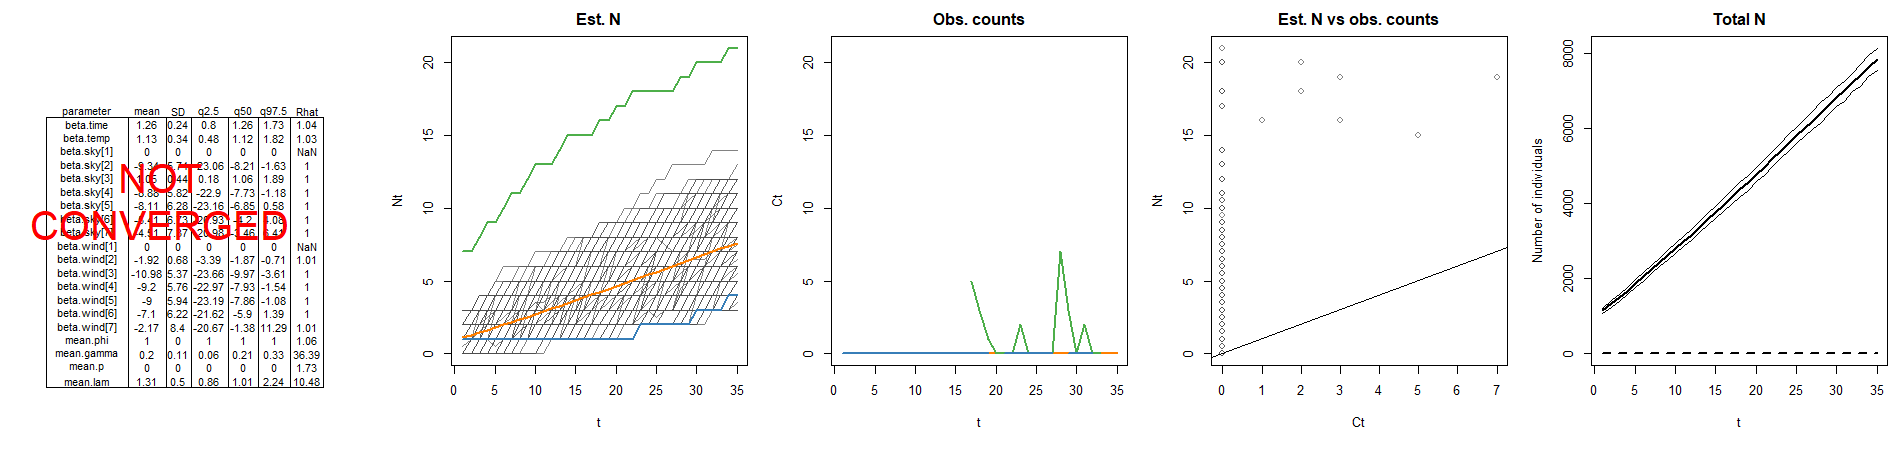 parameter mean SD q2.5 q50 q97.5 Rhat
beta.time 1.26 0.24 0.8 1.26 1.73 1.04
beta.temp 1.13 0.34 0.48 1.12 1.82 1.03
beta.sky[1] 0 0 0 0 0 NaN
beta.sky[2] -8.21 -1.63 1
beta.sky[3] 0.18 1.06 1.89 1
beta.sky[4] -8.88 5.82 -22.9 -7.73 -1.18 1
beta.sky[5] -8.11 6.28 -23.16 -6.85 0.58 1
beta.sky[6] 1
beta.sky[7] 1
beta.wind[1] 0 0 0 0 0 NaN
beta.wind[2] -1.92 0.68 -3.39 -1.87 -0.71 1.01
beta.wind[3] -10.98 5.37 -23.66 -9.97 -3.61 1
beta.wind[4] -9.2 5.76 -22.97 -7.93 -1.54 1
beta.wind[5] -9 5.94 -23.19 -7.86 -1.08 1
beta.wind[6] -7.1 6.22 -21.62 -5.9 1.39 1
beta.wind[7] -2.17 8.4 -20.67 -1.38 11.29 1.01
mean.phi 1 0 1 1 1 1.06
mean.gamma 0.2 0.11 0.06 0.21 0.33 36.39
mean.p 0 0 0 0 0 1.73
mean.lam 1.31 0.5 0.86 1.01 2.24 10.48
NOT
CONVERGED
Est. N
Nt
20
15
10
5
0
0 5 10 15 20 25 30 35
t
Obs. counts
Ct
20
15
10
5
0
0 5 10 15 20 25 30 35
t
Est. N vs obs. counts
Nt
20
15
10
5
0
0 1 2 3 4 5 6 7
Ct
Total N
Number of individuals
8000
6000
4000
2000
0
0 5 10 15 20 25 30 35
t